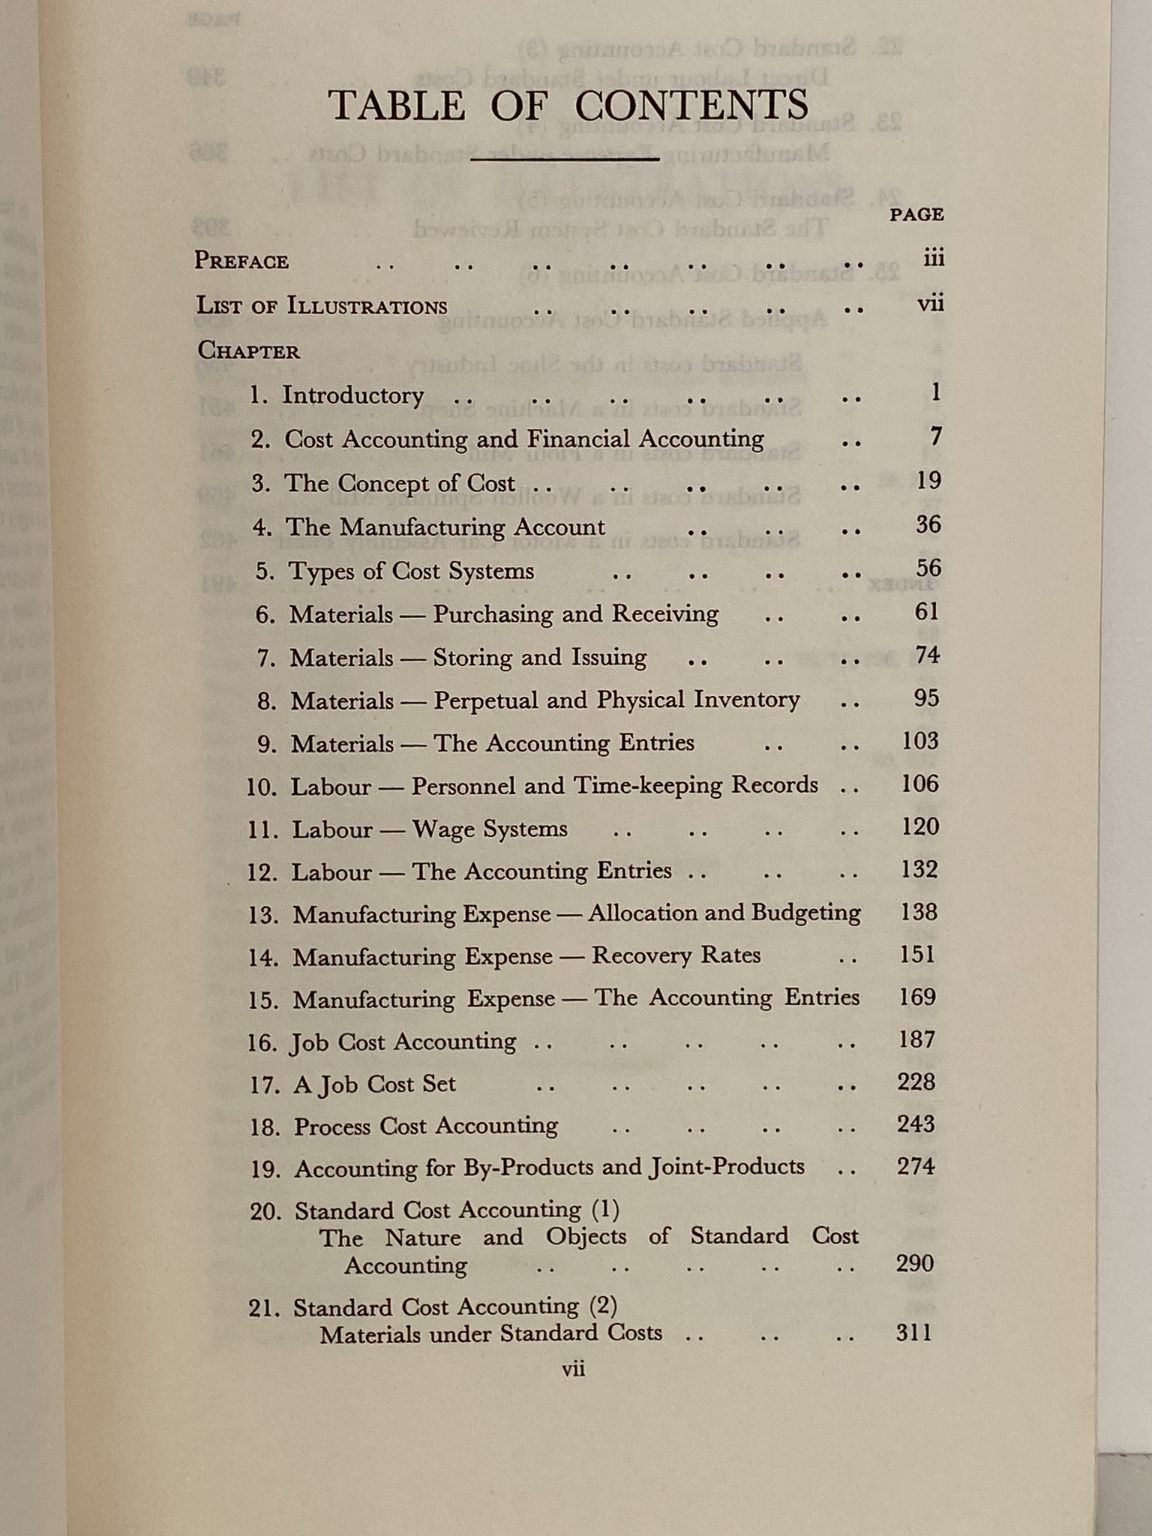 TABLE OF CONTENTS
PAGE
PREFACE .. .. .. .. .. .. .. iii
LIST OF ILLUSTRATIONS .. .. .. .. .. vii
CHAPTER
1. Introductory .. .. .. .. .. .. 1
2. Cost Accounting and Financial Accounting .. 7
3. The Concept of Cost .. .. .. .. .. 19
4. The Manufacturing Account .. .. .. 36
5. Types of Cost Systems .. .. .. .. 56
6. Materials — Purchasing and Receiving .. .. 61
7. Materials — Storing and Issuing .. .. .. 74
8. Materials — Perpetual and Physical Inventory .. 95
9. Materials — The Accounting Entries .. .. 103
10. Labour — Personnel and Time-keeping Records .. 106
11. Labour — Wage Systems .. .. .. .. 120
12. Labour — The Accounting Entries .. .. .. 132
13. Manufacturing Expense — Allocation and Budgeting 138
14. Manufacturing Expense — Recovery Rates .. 151
15. Manufacturing Expense — The Accounting Entries 169
16. Job Cost Accounting .. .. .. .. .. 187
17. A Job Cost Set .. .. .. .. .. 228
18. Process Cost Accounting .. .. .. .. 243
19. Accounting for By-Products and Joint-Products .. 274
20. Standard Cost Accounting (1)
The Nature and Objects of Standard Cost
Accounting .. .. .. .. .. 290
21. Standard Cost Accounting (2)
Materials under Standard Costs .. .. .. 311
vii